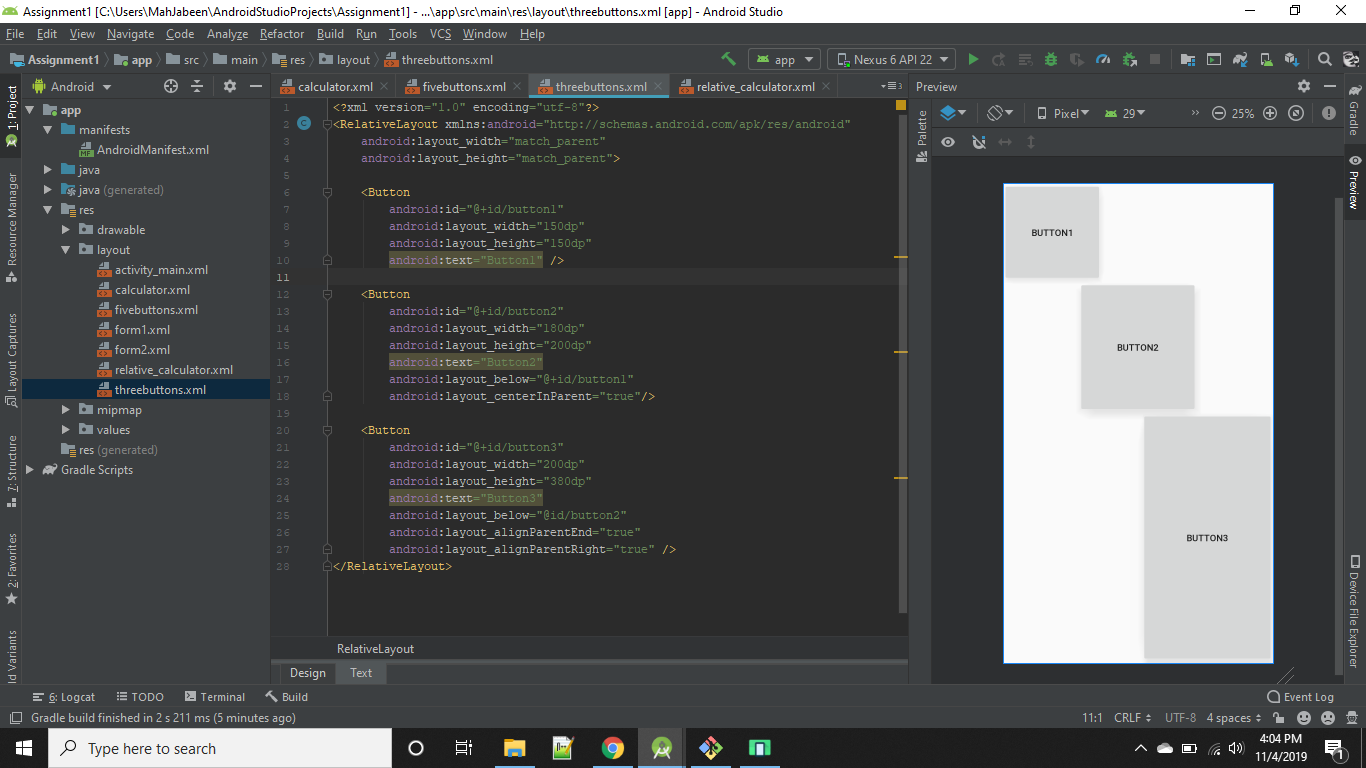 Assignment1 [C:\Users\MahJabeen\AndroidStudioProjects\Assignment1] - ...\app\src\main\res\layout\threebuttons.xml [app] - Android Studio
File Edit View Navigate Code Analyze Refactor Build Run Tools VCS Window Help
Assignment1 app src main res layout threebuttons.xml
app
Nexus 6 API 22
1: Project
Resource Manager
Layout Captures
7: Structure
2: Favorites
ld Variants
Android
app
manifests
MF AndroidManifest.xml
java
java (generated)
res
drawable
layout
activity_main.xml
calculator.xml
fivebuttons.xml
form1.xml
form2.xml
relative_calculator.xml
threebuttons.xml
mipmap
values
res (generated)
Gradle Scripts
calculator.xml fivebuttons.xml threebuttons.xml relative_calculator.xml
3
1 <?xml version="1.0" encoding="utf-8"?>
2 C <RelativeLayout xmlns:android="http://schemas.android.com/apk/res/android"
3 android:layout_width="match_parent"
4 android:layout_height="match_parent">
5
6 <Button
7 android:id="@+id/button1"
8 android:layout_width="150dp"
9 android:layout_height="150dp"
10 android:text="Button1" />
11
12 <Button
13 android:id="@+id/button2"
14 android:layout_width="180dp"
15 android:layout_height="200dp"
16 android:text="Button2"
17 android:layout_below="@+id/button1"
18 android:layout_centerInParent="true"/>
19
20 <Button
21 android:id="@+id/button3"
22 android:layout_width="200dp"
23 android:layout_height="380dp"
24 android:text="Button3"
25 android:layout_below="@id/button2"
26 android:layout_alignParentEnd="true"
27 android:layout_alignParentRight="true" />
28 </RelativeLayout>
RelativeLayout
Design Text
Preview
Palette
Pixel 29 » 25%
BUTTON1
BUTTON2
BUTTON3
Gradle
Preview
Device File Explorer
6: Logcat TODO Terminal Build Event Log
Gradle build finished in 2 s 211 ms (5 minutes ago)
11:1 CRLF UTF-8 4 spaces
Type here to search
4:04 PM
11/4/2019
1